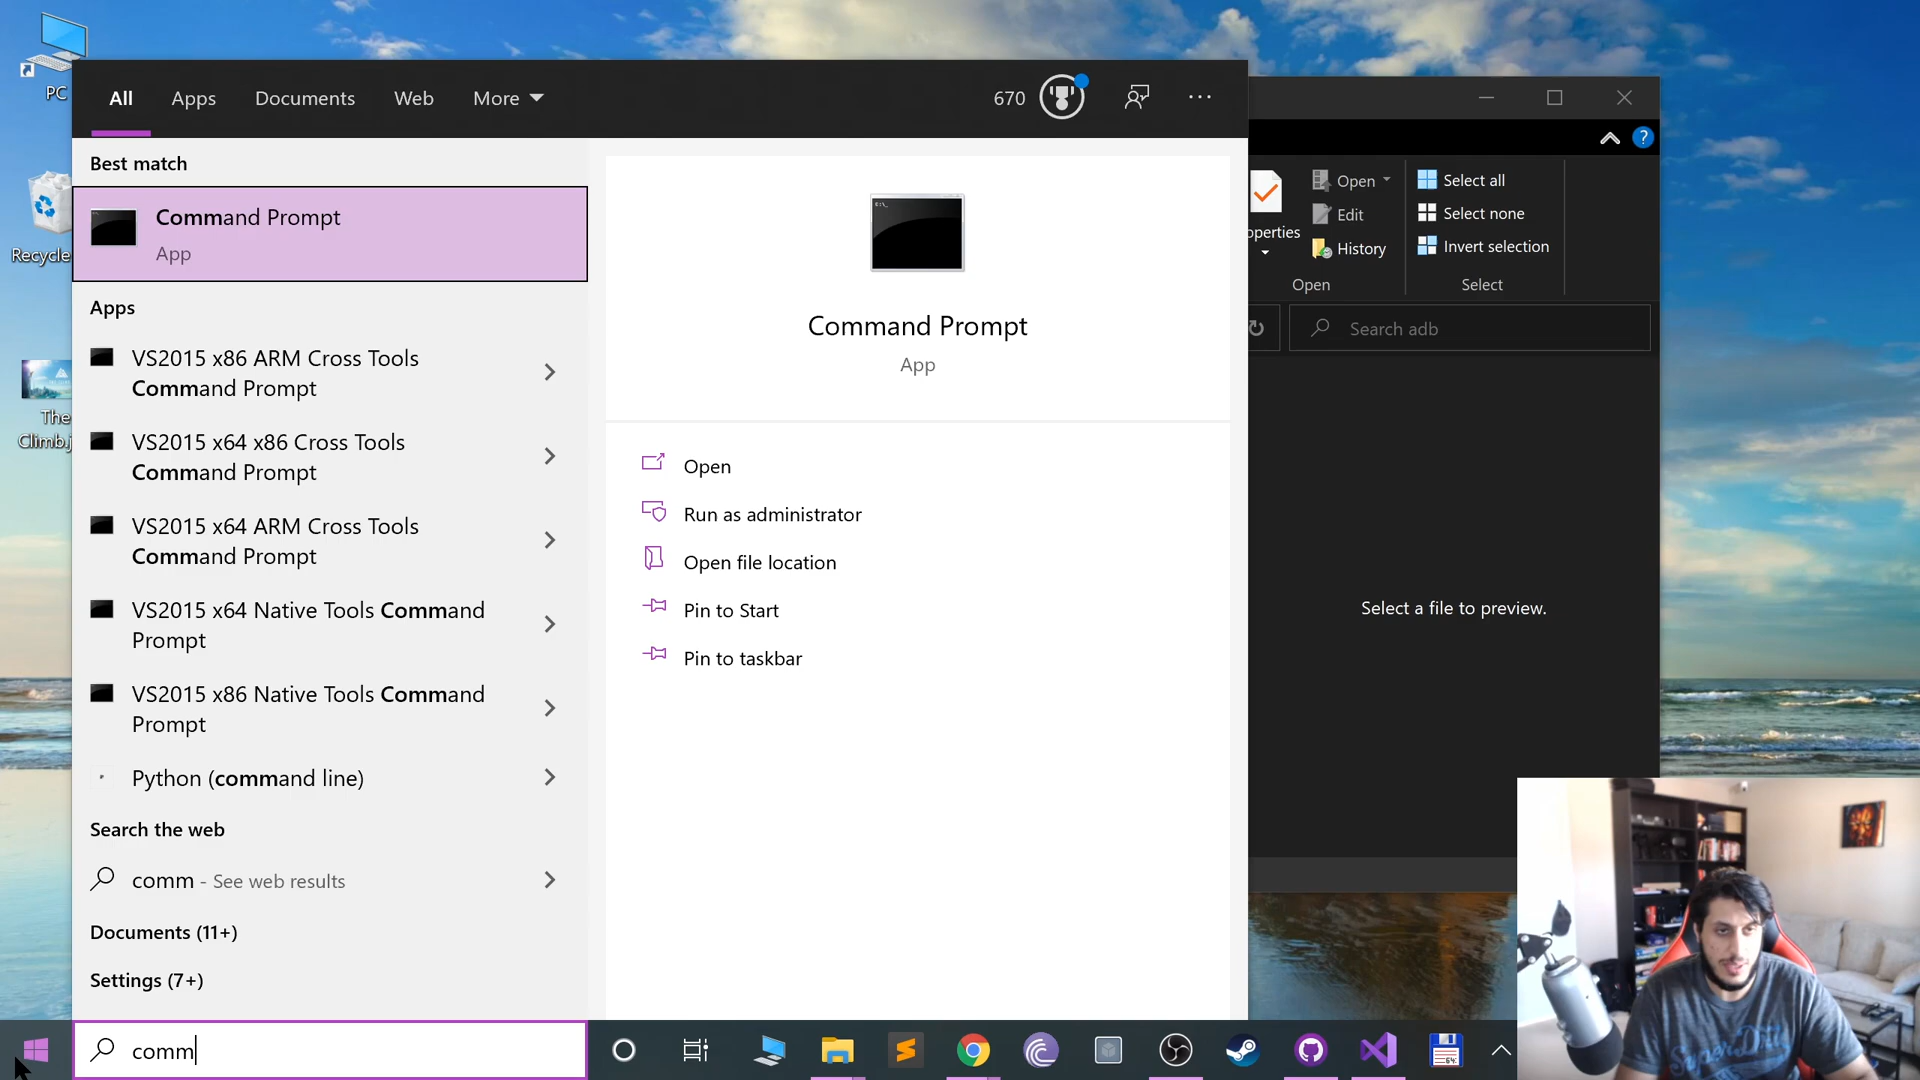 PC
Recycle
The
Climb.j
All
Apps
Documents
Web
More
670
Best match
Command Prompt
App
Apps
VS2015 x86 ARM Cross Tools
Command Prompt
VS2015 x64 x86 Cross Tools
Command Prompt
VS2015 x64 ARM Cross Tools
Command Prompt
VS2015 x64 Native Tools Command
Prompt
VS2015 x86 Native Tools Command
Prompt
Python (command line)
Search the web
comm - See web results
Documents (11+)
Settings (7+)
comm
Command Prompt
App
Open
Run as administrator
Open file location
Pin to Start
Pin to taskbar
operties
Open
Edit
History
Open
Select all
Select none
Invert selection
Select
Search adb
Select a file to preview.
64